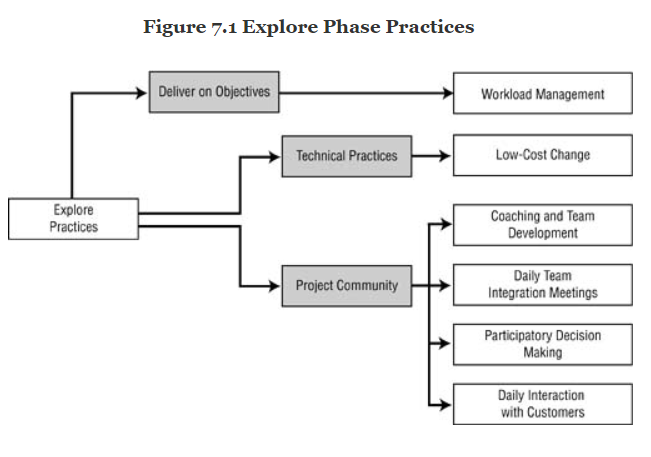 Figure 7.1 Explore Phase Practices
Deliver on Objectives
Workload Management
Technical Practices
Low-Cost Change
Explore
Practices
Project Community
Coaching and Team
Development
Daily Team
Integration Meetings
Participatory Decision
Making
Daily Interaction
with Customers